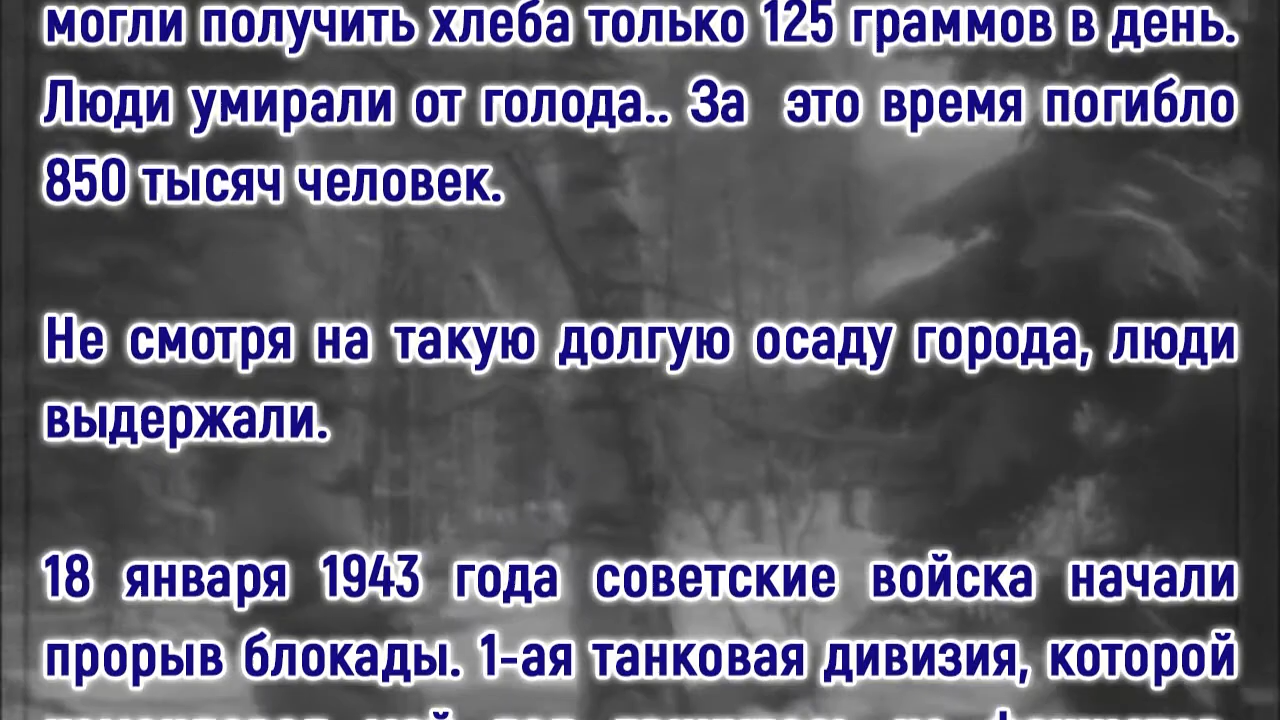 могли получить хлеба только 125 граммов в день.
Люди умирали от голода.. За это время погибло
850 тысяч человек.
Не смотря на такую долгую осаду города, люди
выдержали.
18 января 1943 года советские войска начали
прорыв блокады. 1-ая танковая дивизия, которой